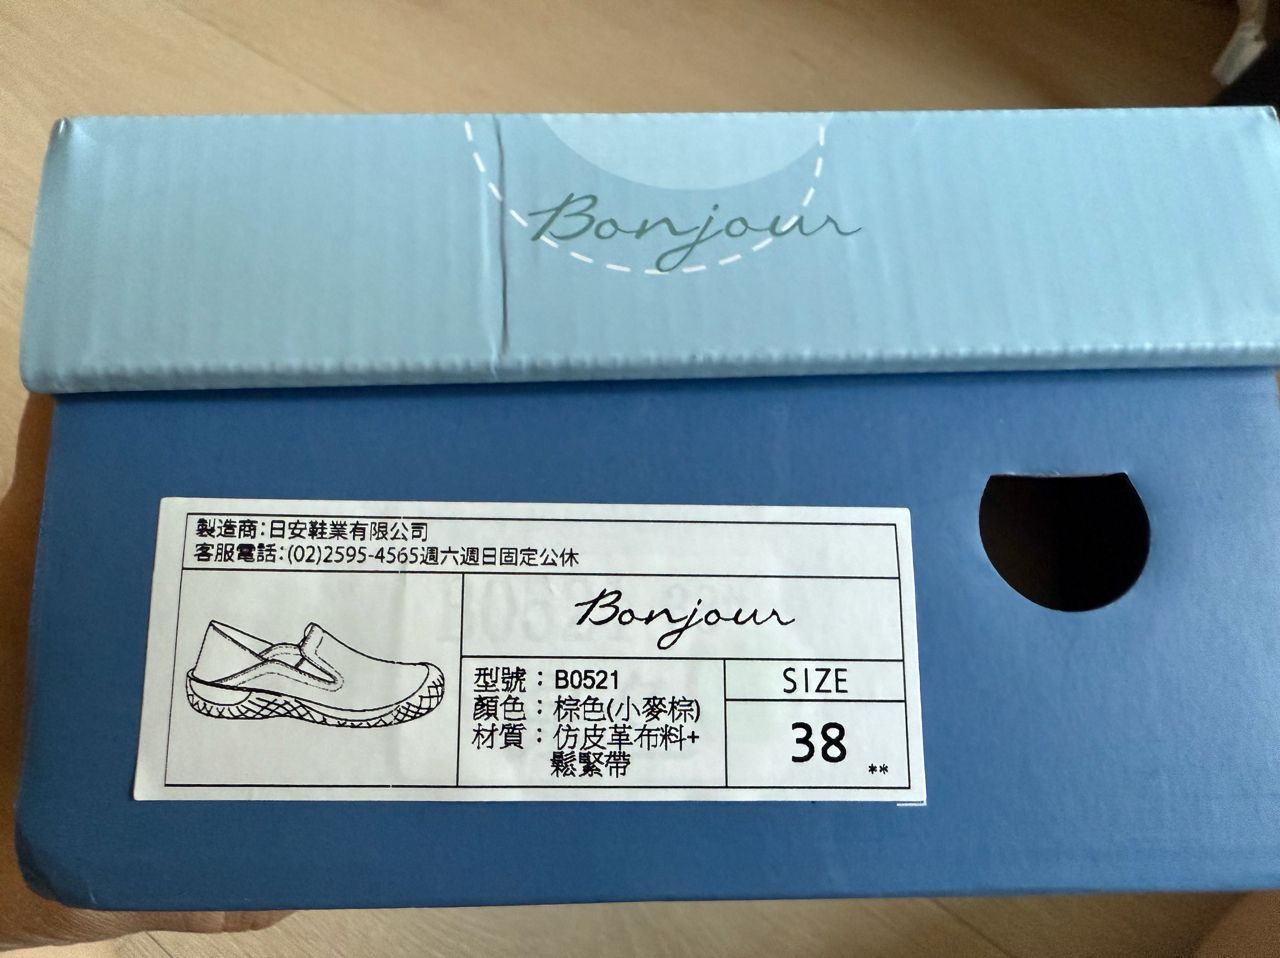 Bonjour
製造商:日安鞋業有限公司
客服電話:(02)2595-4565週六週日固定公休
Bonjour
型號：B0521
顏色：棕色(小麥棕)
材質：仿皮革布料+
鬆緊帶
SIZE
38
**